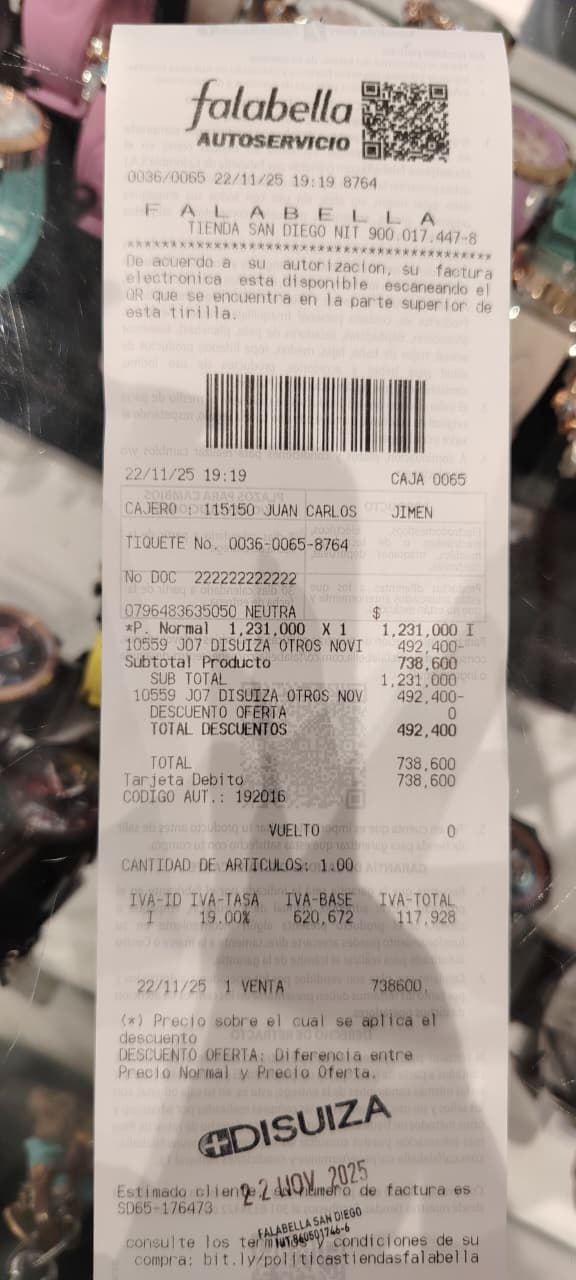 falabella
AUTOSERVICIO
0036/0065 22/11/25 19:19 8764
F A L A B E L L A
TIENDA SAN DIEGO NIT 900.017.447-8
****************************************
De acuerdo a su autorizacion, su factura
electronica esta disponible escaneando el
QR que se encuentra en la parte superior de
esta tirilla.
22/11/25 19:19 CAJA 0065
CAJERO : 115150 JUAN CARLOS JIMEN
TIQUETE No. 0036-0065-8764
No DOC 222222222222
0796483635050 NEUTRA $
*P. Normal 1,231,000 X 1 1,231,000 I
10559 J07 DISUIZA OTROS NOVI 492,400-
Subtotal Producto 738,600
SUB TOTAL 1,231,000
10559 J07 DISUIZA OTROS NOV 492,400-
DESCUENTO OFERTA 0
TOTAL DESCUENTOS 492,400
TOTAL 738,600
Tarjeta Debito 738,600
CODIGO AUT.: 192016
VUELTO 0
CANTIDAD DE ARTICULOS: 1.00
IVA-ID IVA-TASA IVA-BASE IVA-TOTAL
I 19.00% 620,672 117,928
22/11/25 1 VENTA 738600.
(*) Precio sobre el cual se aplica el
descuento
DESCUENTO OFERTA: Diferencia entre
Precio Normal y Precio Oferta.
DISUIZA
22 NOV 2025
Estimado cliente, su numero de factura es
SD65-176473
FALABELLA SAN DIEGO
consulte los terminos y condiciones de su
compra: bit.ly/politicastiendasfalabella